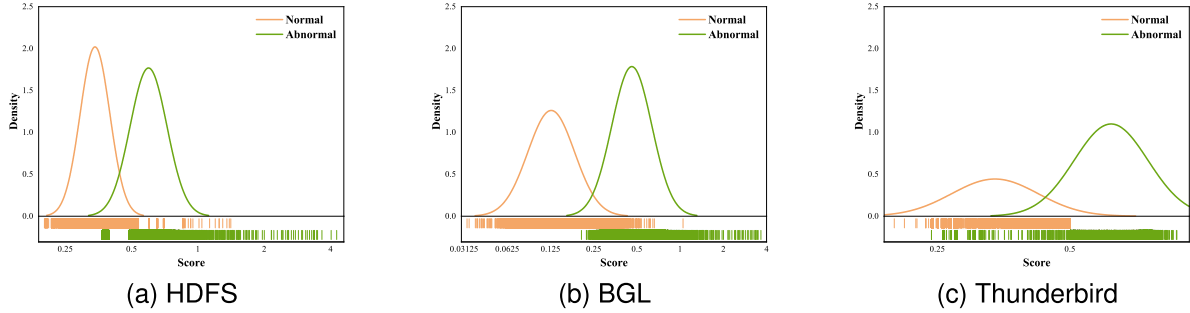 2.5
2.0
1.5
1.0
0.5
0.0
Density
Normal
Abnormal
0.25 0.5 1 2 4
Score
(a) HDFS
2.5
2.0
1.5
1.0
0.5
0.0
Density
Normal
Abnormal
0.03125 0.0625 0.125 0.25 0.5 1 2 4
Score
(b) BGL
2.5
2.0
1.5
1.0
0.5
0.0
Density
Normal
Abnormal
0.25 0.5
Score
(c) Thunderbird